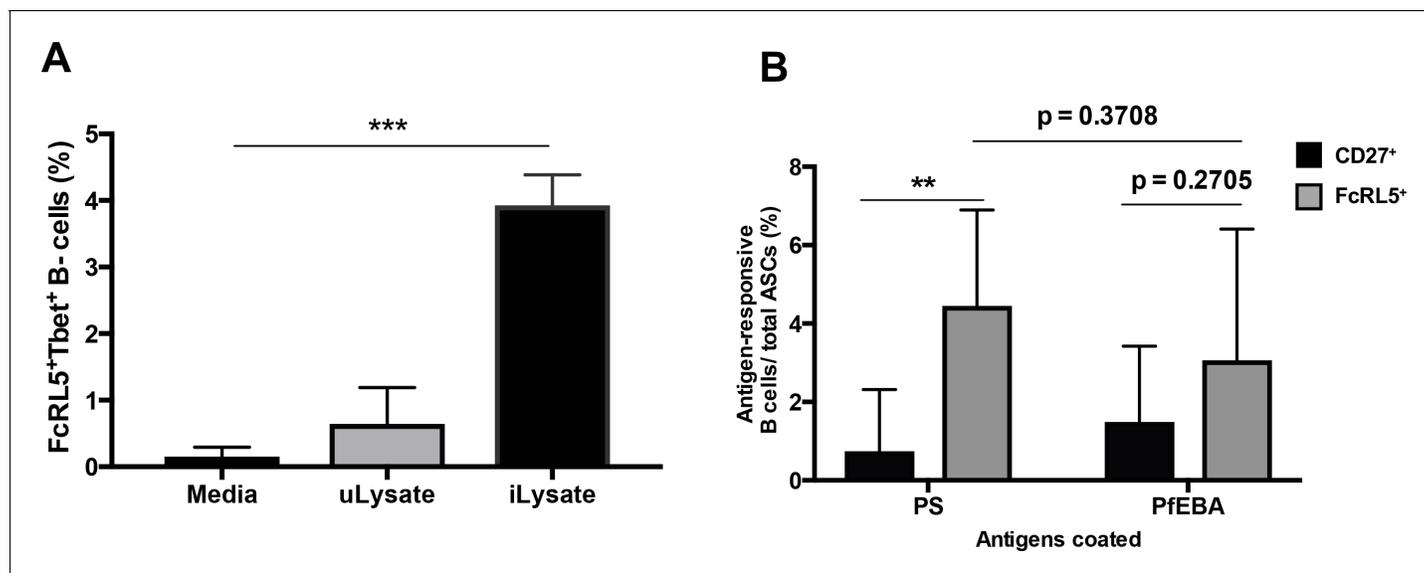 A
***
FcRL5⁺Tbet⁺ B- cells (%)
5
4
3
2
1
0
Media uLysate iLysate
B
p = 0.3708
**
p = 0.2705
CD27⁺
FcRL5⁺
Antigen-responsive
B cells/ total ASCs (%)
8
6
4
2
0
PS PfEBA
Antigens coated